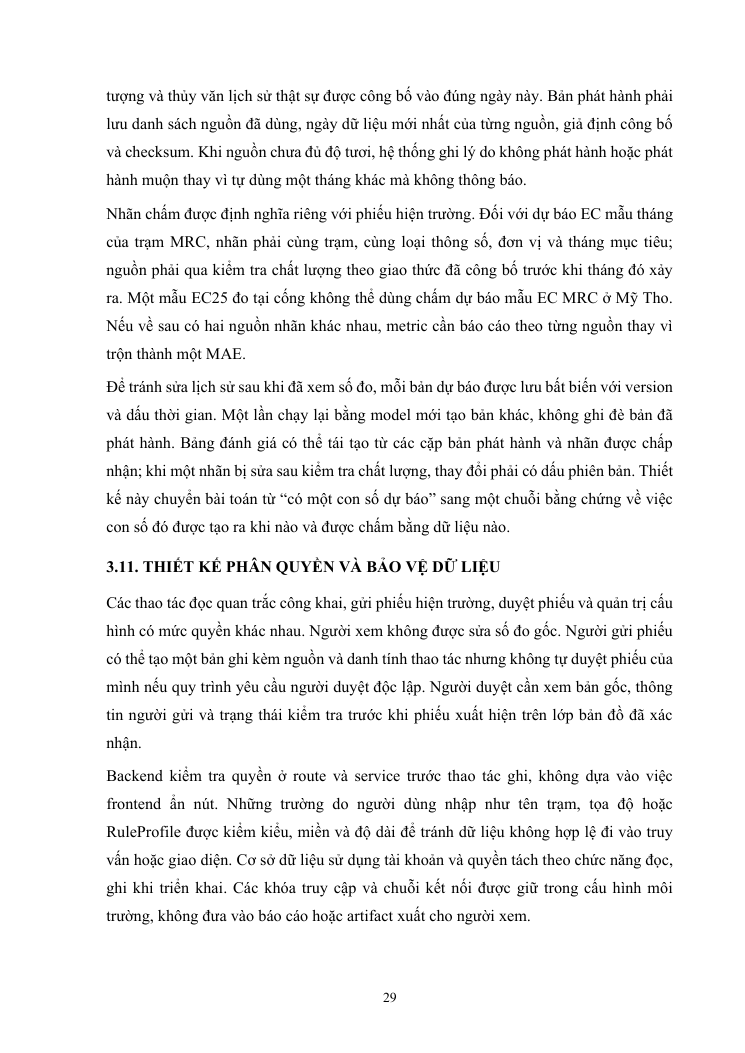 tượng và thủy văn lịch sử thật sự được công bố vào đúng ngày này. Bản phát hành phải
lưu danh sách nguồn đã dùng, ngày dữ liệu mới nhất của từng nguồn, giả định công bố
và checksum. Khi nguồn chưa đủ độ tươi, hệ thống ghi lý do không phát hành hoặc phát
hành muộn thay vì tự dùng một tháng khác mà không thông báo.
Nhãn chấm được định nghĩa riêng với phiếu hiện trường. Đối với dự báo EC mẫu tháng
của trạm MRC, nhãn phải cùng trạm, cùng loại thông số, đơn vị và tháng mục tiêu;
nguồn phải qua kiểm tra chất lượng theo giao thức đã công bố trước khi tháng đó xảy
ra. Một mẫu EC25 đo tại cống không thể dùng chấm dự báo mẫu EC MRC ở Mỹ Tho.
Nếu về sau có hai nguồn nhãn khác nhau, metric cần báo cáo theo từng nguồn thay vì
trộn thành một MAE.
Để tránh sửa lịch sử sau khi đã xem số đo, mỗi bản dự báo được lưu bất biến với version
và dấu thời gian. Một lần chạy lại bằng model mới tạo bản khác, không ghi đè bản đã
phát hành. Bảng đánh giá có thể tái tạo từ các cặp bản phát hành và nhãn được chấp
nhận; khi một nhãn bị sửa sau kiểm tra chất lượng, thay đổi phải có dấu phiên bản. Thiết
kế này chuyển bài toán từ “có một con số dự báo” sang một chuỗi bằng chứng về việc
con số đó được tạo ra khi nào và được chấm bằng dữ liệu nào.
3.11. THIẾT KẾ PHÂN QUYỀN VÀ BẢO VỆ DỮ LIỆU
Các thao tác đọc quan trắc công khai, gửi phiếu hiện trường, duyệt phiếu và quản trị cấu
hình có mức quyền khác nhau. Người xem không được sửa số đo gốc. Người gửi phiếu
có thể tạo một bản ghi kèm nguồn và danh tính thao tác nhưng không tự duyệt phiếu của
mình nếu quy trình yêu cầu người duyệt độc lập. Người duyệt cần xem bản gốc, thông
tin người gửi và trạng thái kiểm tra trước khi phiếu xuất hiện trên lớp bản đồ đã xác
nhận.
Backend kiểm tra quyền ở route và service trước thao tác ghi, không dựa vào việc
frontend ẩn nút. Những trường do người dùng nhập như tên trạm, tọa độ hoặc
RuleProfile được kiểm kiểu, miền và độ dài để tránh dữ liệu không hợp lệ đi vào truy
vấn hoặc giao diện. Cơ sở dữ liệu sử dụng tài khoản và quyền tách theo chức năng đọc,
ghi khi triển khai. Các khóa truy cập và chuỗi kết nối được giữ trong cấu hình môi
trường, không đưa vào báo cáo hoặc artifact xuất cho người xem.
29